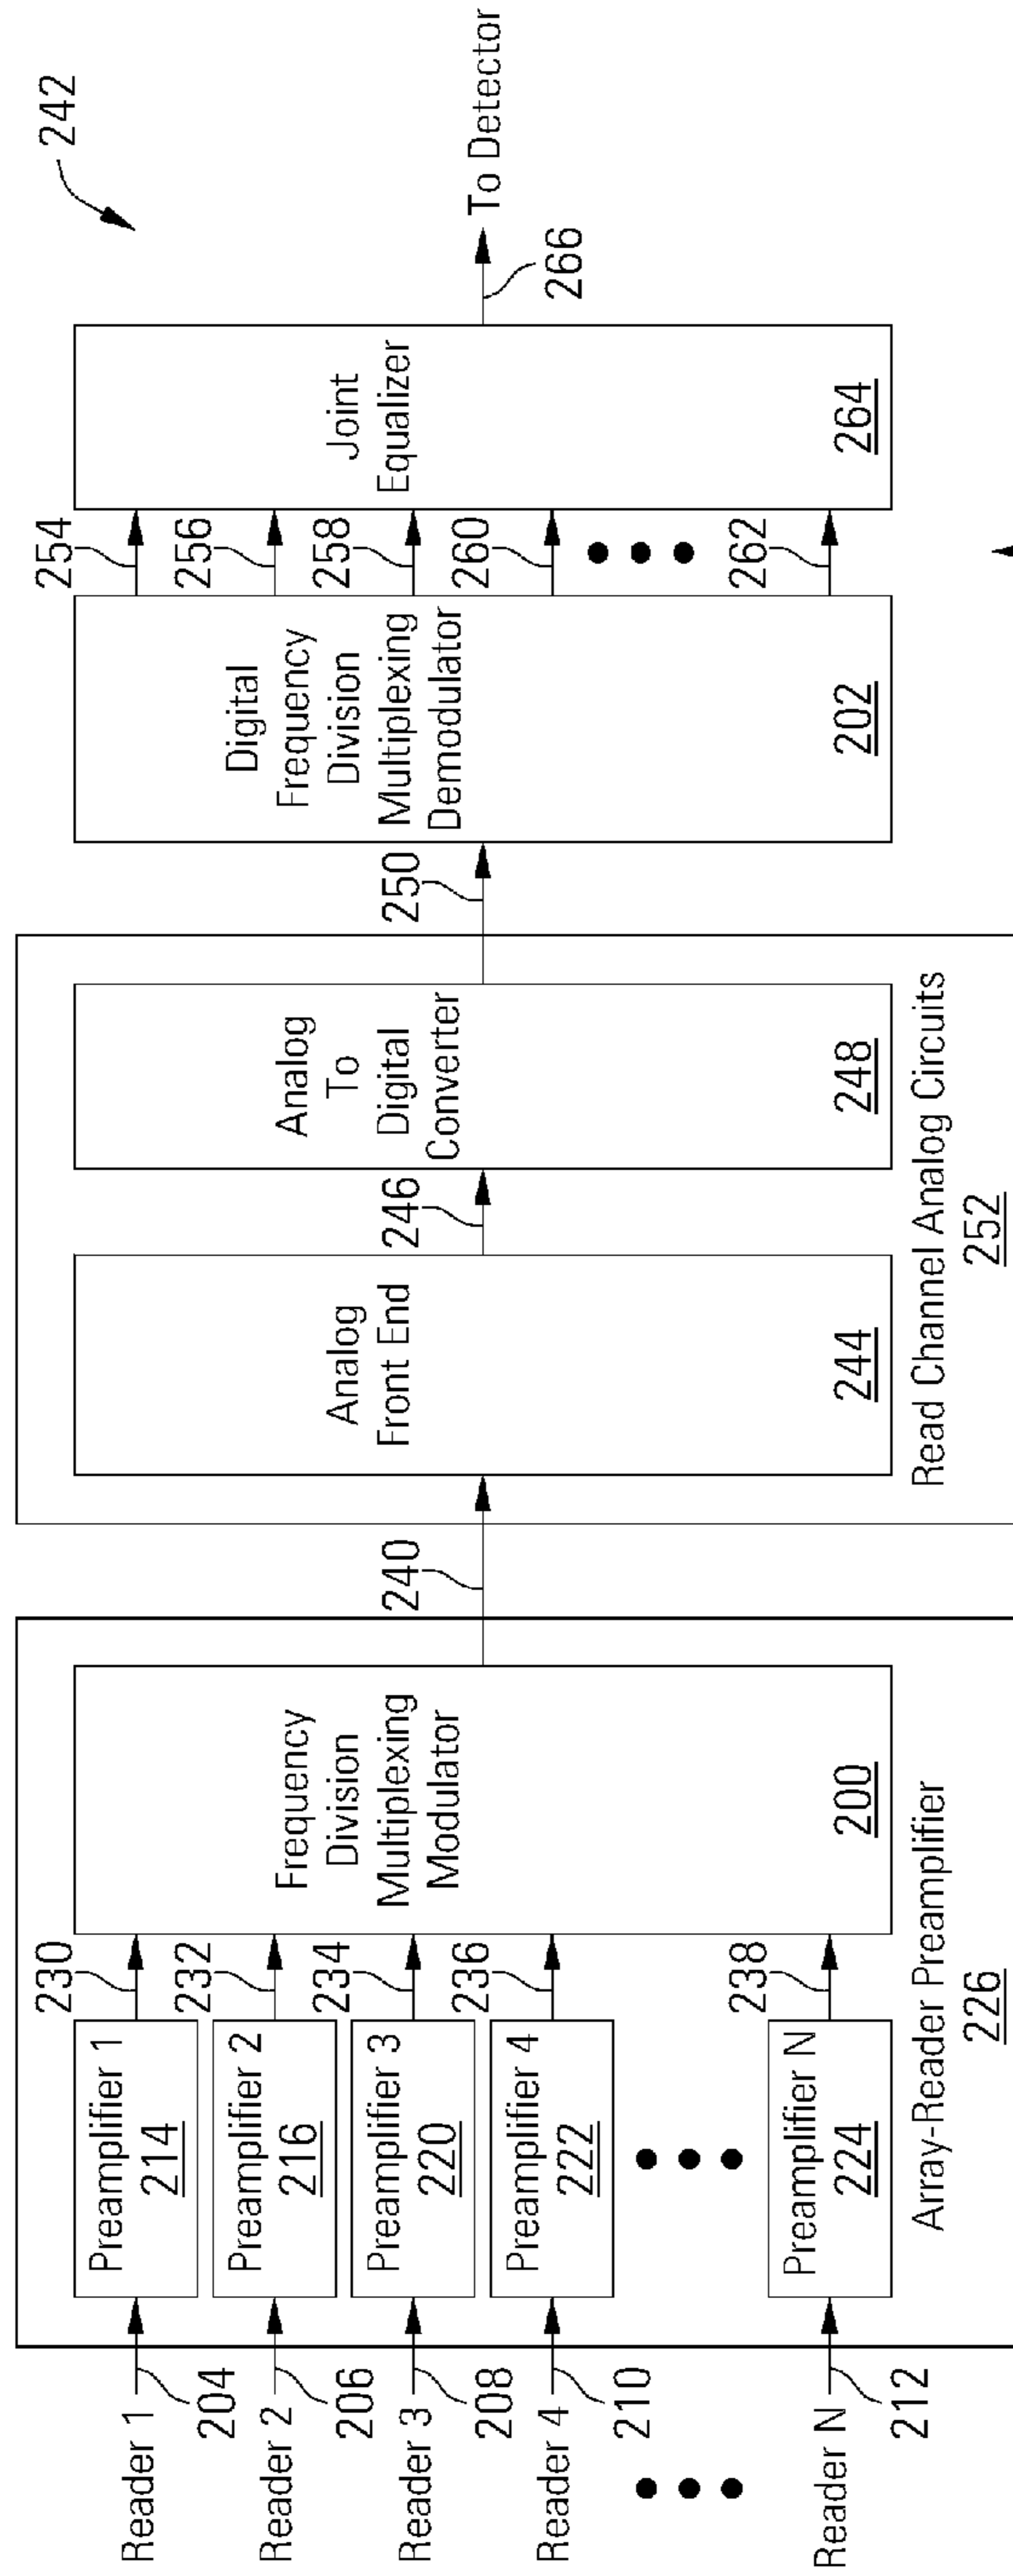 242
Reader 1
204
Preamplifier 1
214
230
Reader 2
206
Preamplifier 2
216
232
Reader 3
208
Preamplifier 3
220
234
Reader 4
210
Preamplifier 4
222
236
Reader N
212
Preamplifier N
224
238
Array-Reader Preamplifier
226
Frequency
Division
Multiplexing
Modulator
200
240
Analog
Front End
244
246
Analog
To
Digital
Converter
248
Read Channel Analog Circuits
252
250
Digital
Frequency
Division
Multiplexing
Demodulator
202
254
256
258
260
262
Joint
Equalizer
264
266
To Detector